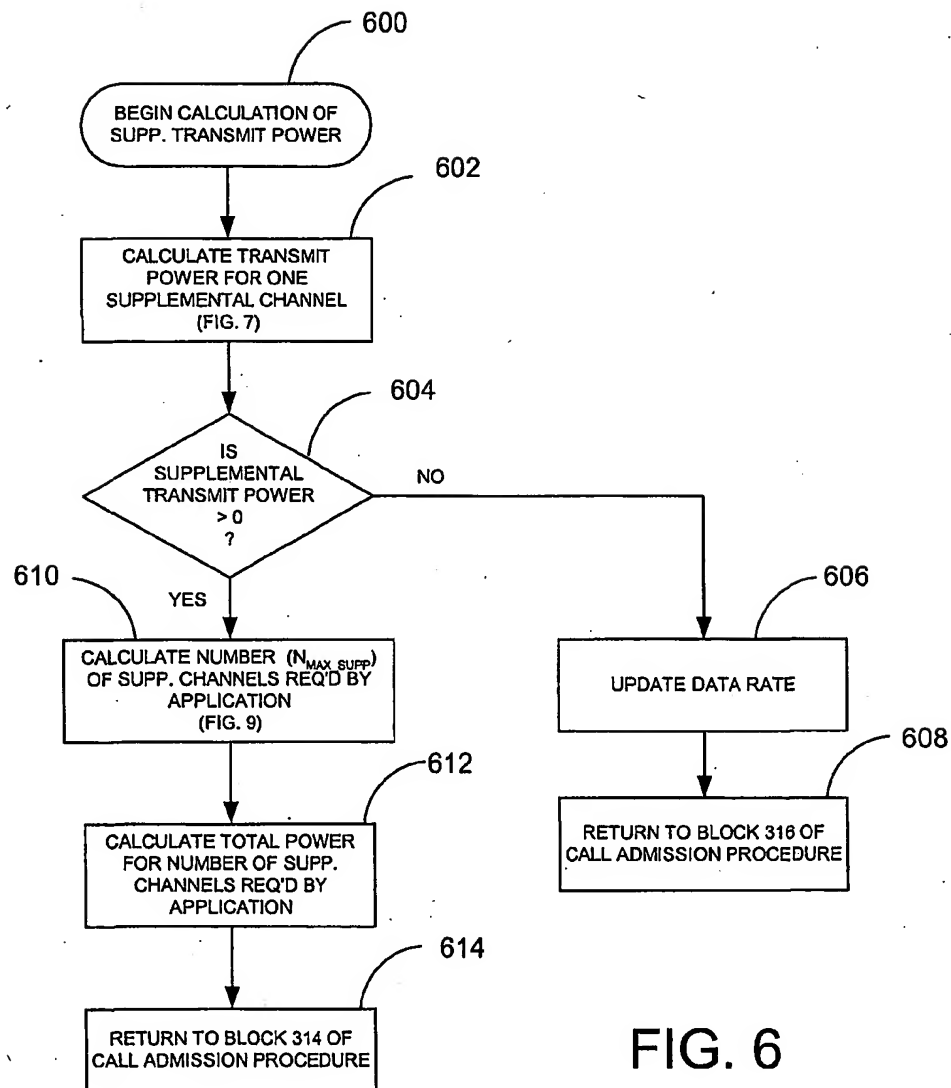 600
BEGIN CALCULATION OF
SUPP. TRANSMIT POWER
602
CALCULATE TRANSMIT
POWER FOR ONE
SUPPLEMENTAL CHANNEL
(FIG. 7)
604
IS
SUPPLEMENTAL
TRANSMIT POWER
> 0
?
NO
YES
610
CALCULATE NUMBER (N_MAX_SUPP)
OF SUPP. CHANNELS REQ'D BY
APPLICATION
(FIG. 9)
606
UPDATE DATA RATE
612
CALCULATE TOTAL POWER
FOR NUMBER OF SUPP.
CHANNELS REQ'D BY
APPLICATION
608
RETURN TO BLOCK 316 OF
CALL ADMISSION PROCEDURE
614
RETURN TO BLOCK 314 OF
CALL ADMISSION PROCEDURE
FIG. 6